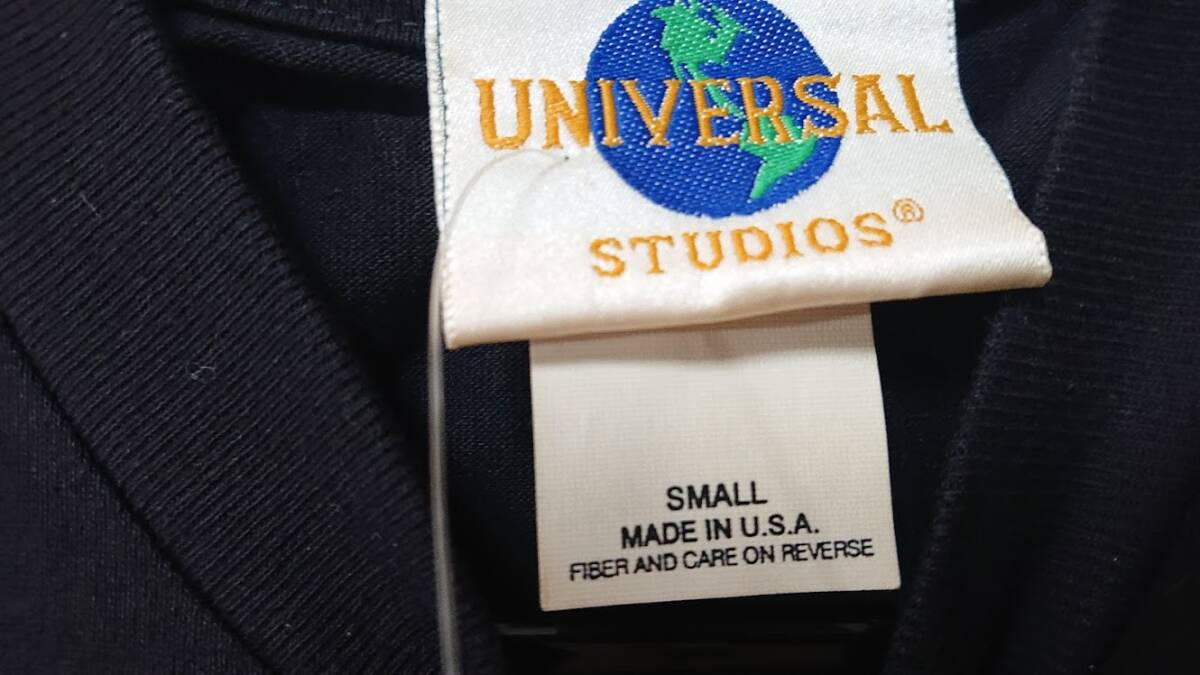 UNIVERSAL
STUDIOS®
SMALL
MADE IN U.S.A.
FIBER AND CARE ON REVERSE